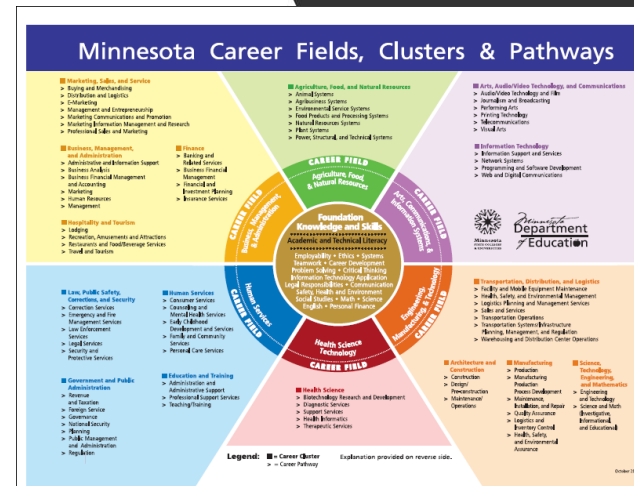 Minnesota Career Fields, Clusters & Pathways
Marketing, Sales, and Service
> Buying and Merchandising
> Distribution and Logistics
> E-Marketing
> Management and Entrepreneurship
> Marketing Communications and Promotion
> Marketing Information Management and Research
> Professional Sales and Marketing
Business, Management,
and Administration
> Administrative and Information Support
> Business Analysis
> Business Financial Management
and Accounting
> Marketing
> Human Resources
> Management
Finance
> Banking and
Related Services
> Business Financial
Management
> Financial and
Investment Planning
> Insurance Services
Hospitality and Tourism
> Lodging
> Recreation, Amusements and Attractions
> Restaurants and Food/Beverage Services
> Travel and Tourism
Agriculture, Food, and Natural Resources
> Animal Systems
> Agribusiness Systems
> Environmental Service Systems
> Food Products and Processing Systems
> Natural Resources Systems
> Plant Systems
> Power, Structural, and Technical Systems
Arts, Audio/Video Technology, and Communications
> Audio/Video Technology and Film
> Journalism and Broadcasting
> Performing Arts
> Printing Technology
> Telecommunications
> Visual Arts
Information Technology
> Information Support and Services
> Network Systems
> Programming and Software Development
> Web and Digital Communications
CAREER FIELD
Agriculture, Food,
& Natural Resources
CAREER FIELD
Business, Management,
& Administration
CAREER FIELD
Arts, Communications, &
Information Systems
Foundation
Knowledge and Skills
Academic and Technical Literacy
Employability • Ethics • Systems
Teamwork • Career Development
Problem Solving • Critical Thinking
Information Technology Application
Legal Responsibilities • Communication
Safety, Health and Environment
Social Studies • Math • Science
English • Personal Finance
Human Services
CAREER FIELD
Engineering,
Manufacturing, & Technology
CAREER FIELD
Health Science
Technology
CAREER FIELD
Minnesota
STATE COLLEGES
& UNIVERSITIES
Minnesota
Department
of Education
Law, Public Safety,
Corrections, and Security
> Correction Services
> Emergency and Fire
Management Services
> Law Enforcement
Services
> Legal Services
> Security and
Protective Services
Human Services
> Consumer Services
> Counseling and
Mental Health Services
> Early Childhood
Development and Services
> Family and Community
Services
> Personal Care Services
Government and Public
Administration
> Revenue
and Taxation
> Foreign Service
> Governance
> National Security
> Planning
> Public Management
and Administration
> Regulation
Education and Training
> Administration and
Administrative Support
> Professional Support Services
> Teaching/Training
Health Science
> Biotechnology Research and Development
> Diagnostic Services
> Support Services
> Health Informatics
> Therapeutic Services
Transportation, Distribution, and Logistics
> Facility and Mobile Equipment Maintenance
> Health, Safety, and Environmental Management
> Logistics Planning and Management Services
> Sales and Services
> Transportation Operations
> Transportation Systems/Infrastructure
Planning, Management, and Regulation
> Warehousing and Distribution Center Operations
Architecture and
Construction
> Construction
> Design/
Pre-construction
> Maintenance/
Operations
Manufacturing
> Production
> Manufacturing
Production
Process Development
> Maintenance,
Installation, and Repair
> Quality Assurance
> Logistics and
Inventory Control
> Health, Safety,
and Environmental
Assurance
Science,
Technology,
Engineering,
and Mathematics
> Engineering
and Technology
> Science and Math
(Investigative,
Informational,
and Educational)
Legend: = Career Cluster
> = Career Pathway
Explanation provided on reverse side.
October